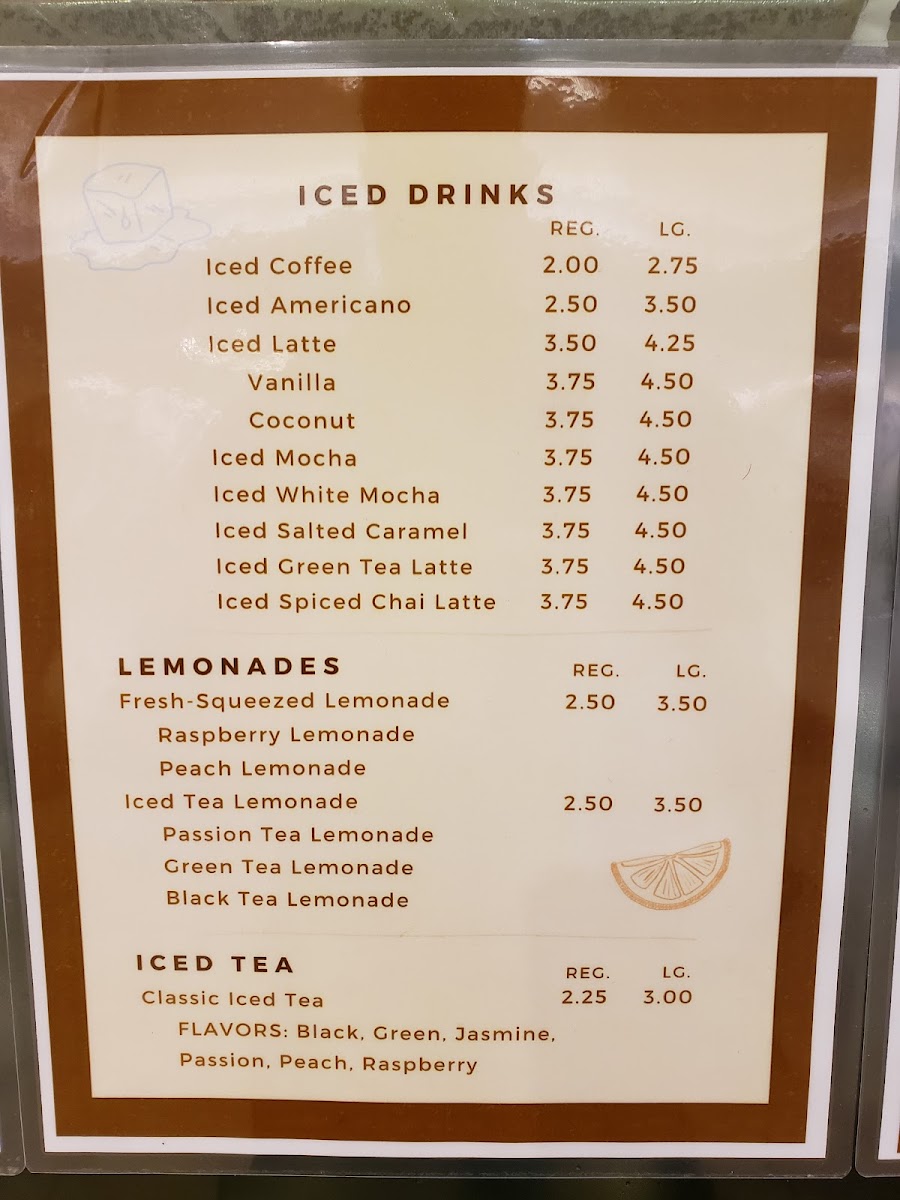 ICED DRINKS
REG. LG.
Iced Coffee 2.00 2.75
Iced Americano 2.50 3.50
Iced Latte 3.50 4.25
Vanilla 3.75 4.50
Coconut 3.75 4.50
Iced Mocha 3.75 4.50
Iced White Mocha 3.75 4.50
Iced Salted Caramel 3.75 4.50
Iced Green Tea Latte 3.75 4.50
Iced Spiced Chai Latte 3.75 4.50
LEMONADES REG. LG.
Fresh-Squeezed Lemonade 2.50 3.50
Raspberry Lemonade
Peach Lemonade
Iced Tea Lemonade 2.50 3.50
Passion Tea Lemonade
Green Tea Lemonade
Black Tea Lemonade
ICED TEA REG. LG.
Classic Iced Tea 2.25 3.00
FLAVORS: Black, Green, Jasmine,
Passion, Peach, Raspberry